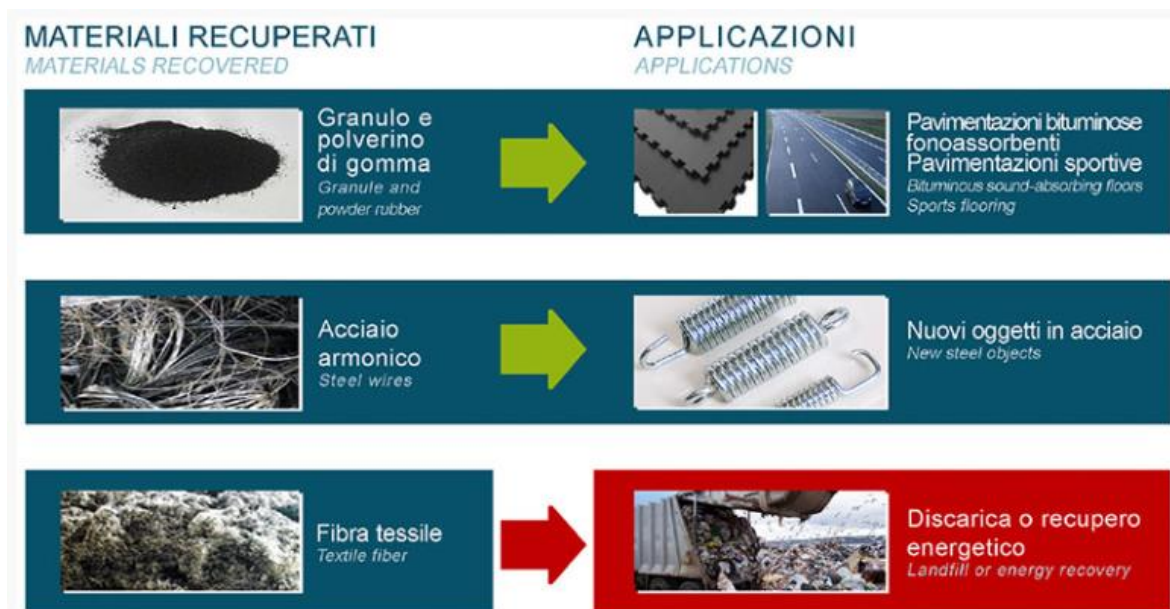 MATERIALI RECUPERATI
MATERIALS RECOVERED
APPLICAZIONI
APPLICATIONS
Granulo e
polverino
di gomma
Granule and
powder rubber
Pavimentazioni bituminose
fonoassorbenti
Pavimentazioni sportive
Bituminous sound-absorbing floors
Sports flooring
Acciaio
armonico
Steel wires
Nuovi oggetti in acciaio
New steel objects
Fibra tessile
Textile fiber
Discarica o recupero
energetico
Landfill or energy recovery